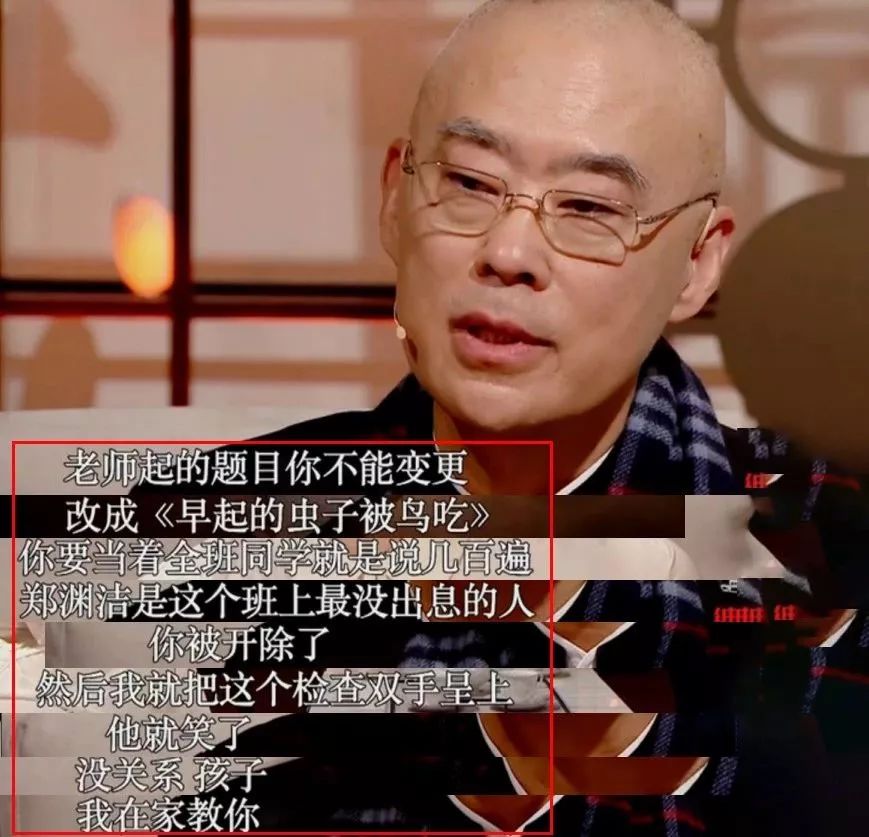 老师起的题目你不能变更
改成《早起的虫子被鸟吃》
你要当着全班同学就是说几百遍
郑渊洁是这个班上最没出息的人
你被开除了
然后我就把这个检查双手呈上
他就笑了
没关系 孩子
我在家教你